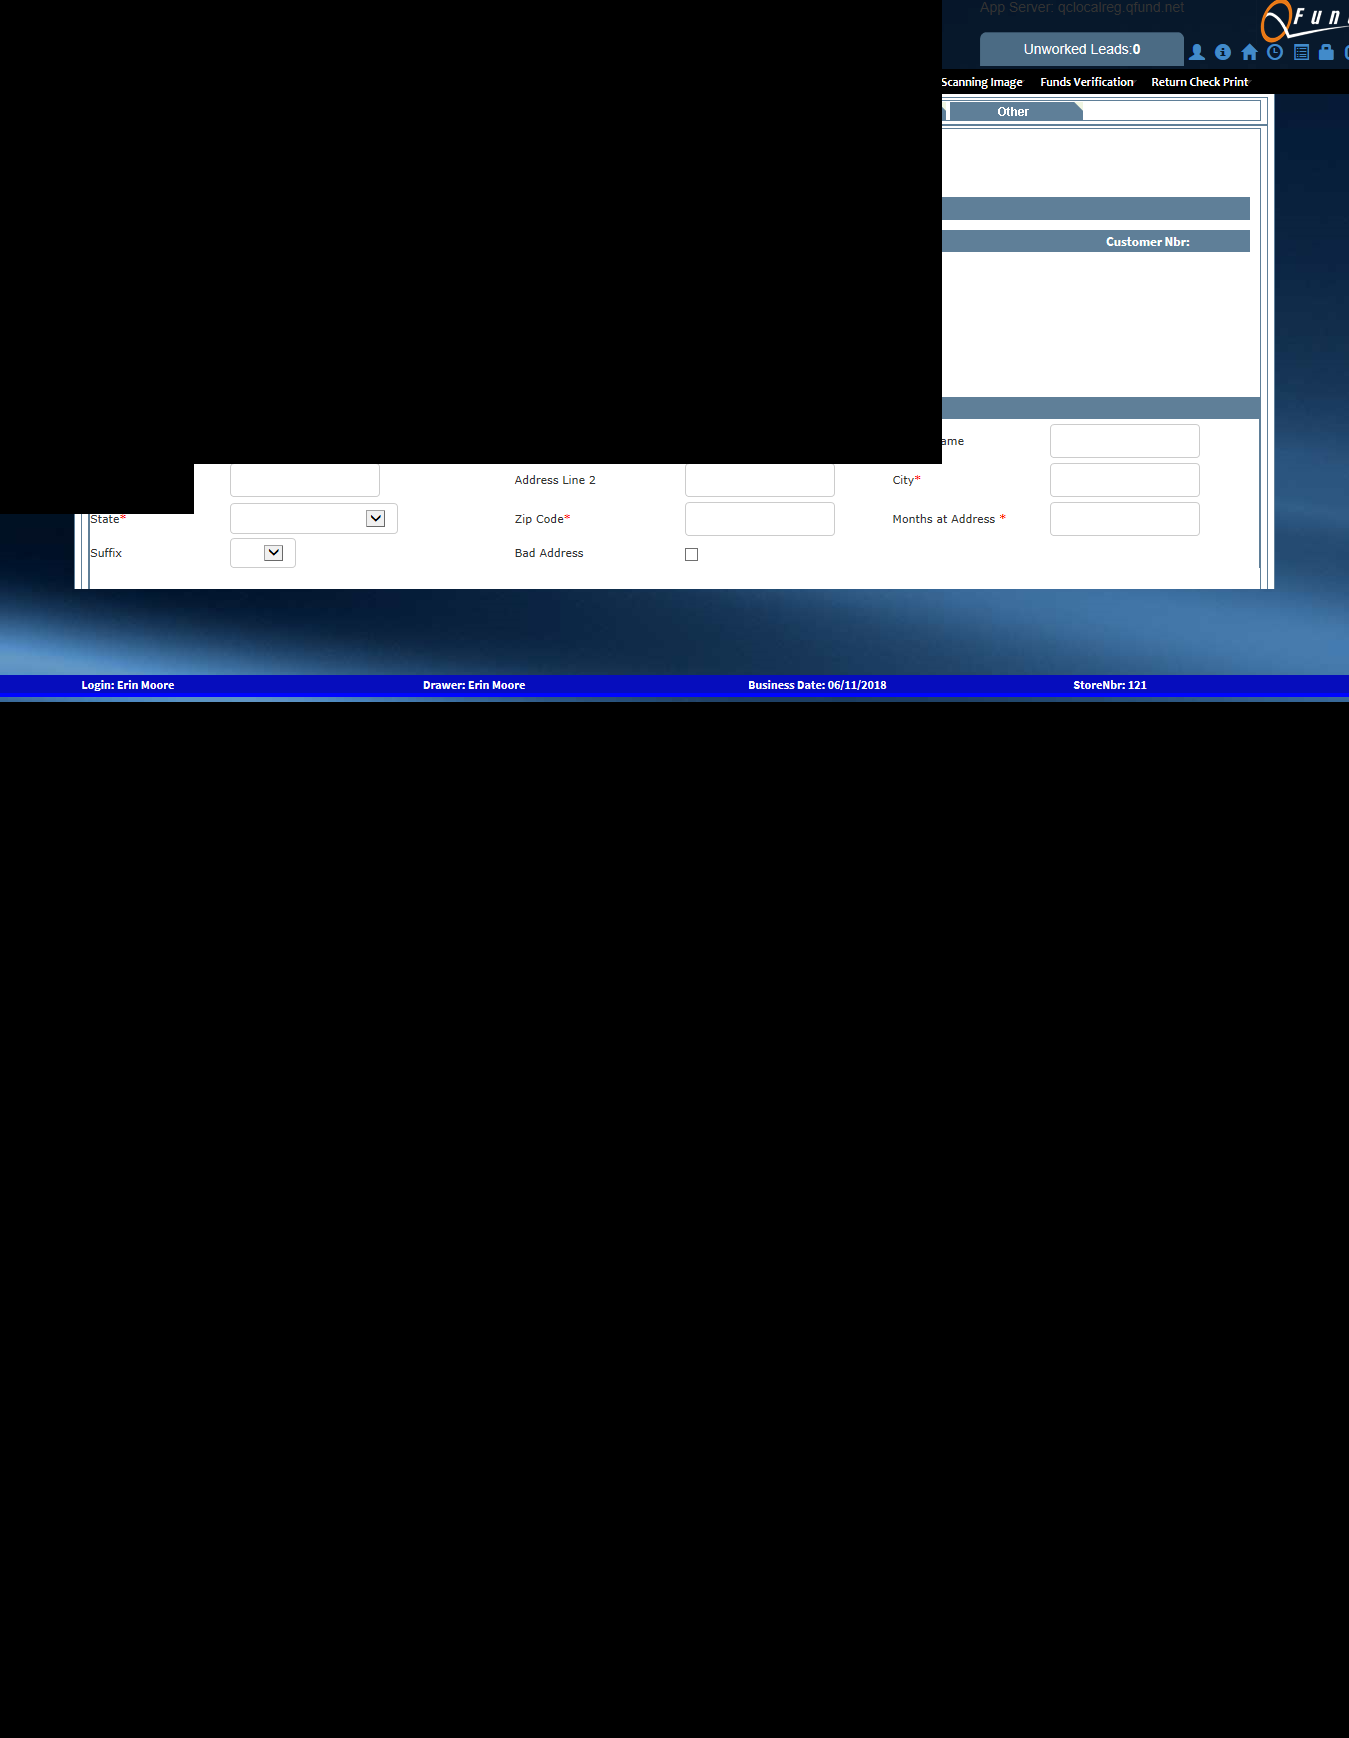 App Server: qclocalreg.qfund.net
Unworked Leads:0
Scanning Image Funds Verification Return Check Print
Other
Customer Nbr:
Address Line 2 City*
State* Zip Code* Months at Address *
Suffix Bad Address
Login: Erin Moore Drawer: Erin Moore Business Date: 06/11/2018 StoreNbr: 121